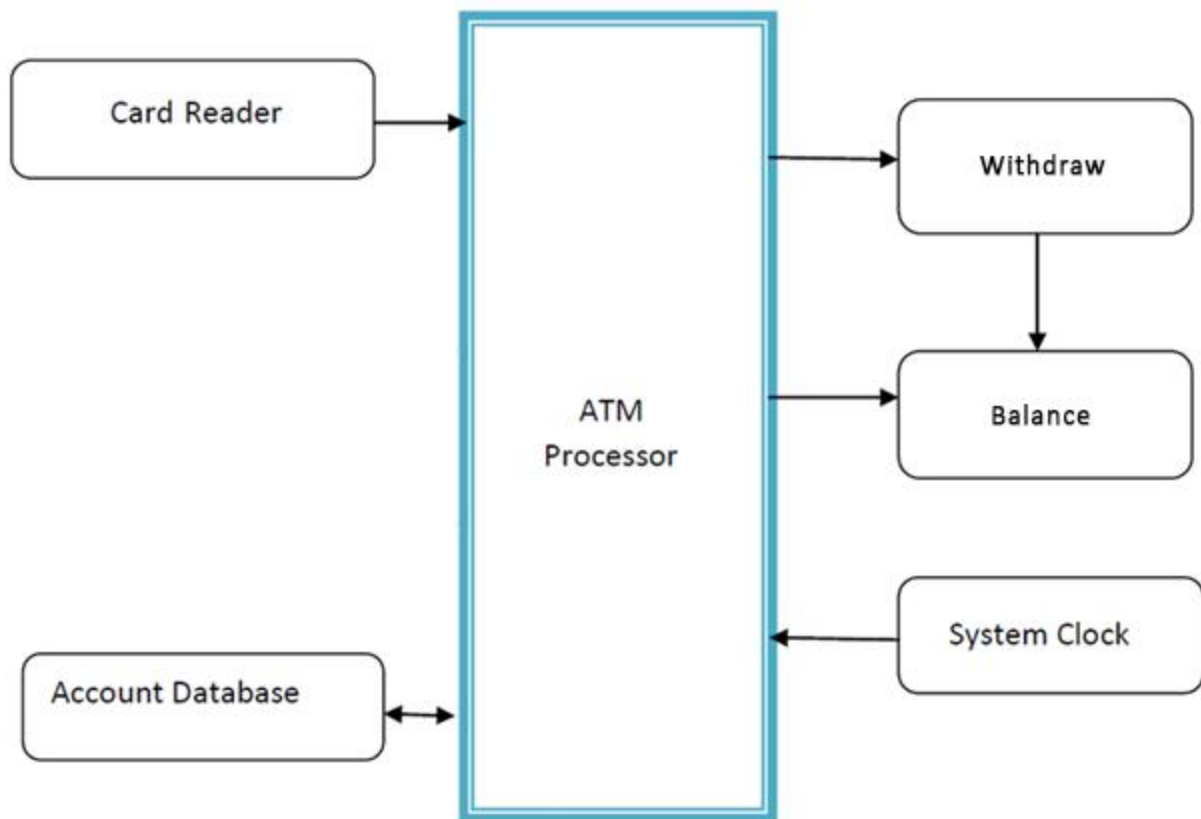 Card Reader
Withdraw
ATM
Processor
Balance
System Clock
Account Database